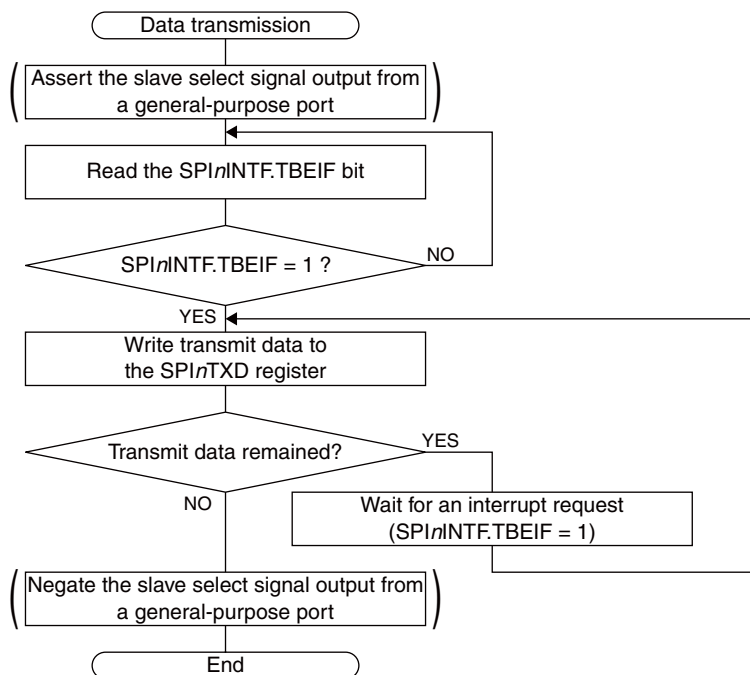 Data transmission
Assert the slave select signal output from
a general-purpose port
Read the SPInINTF.TBEIF bit
SPInINTF.TBEIF = 1 ?
NO
YES
Write transmit data to
the SPInTXD register
Transmit data remained?
YES
NO
Wait for an interrupt request
(SPInINTF.TBEIF = 1)
Negate the slave select signal output from
a general-purpose port
End